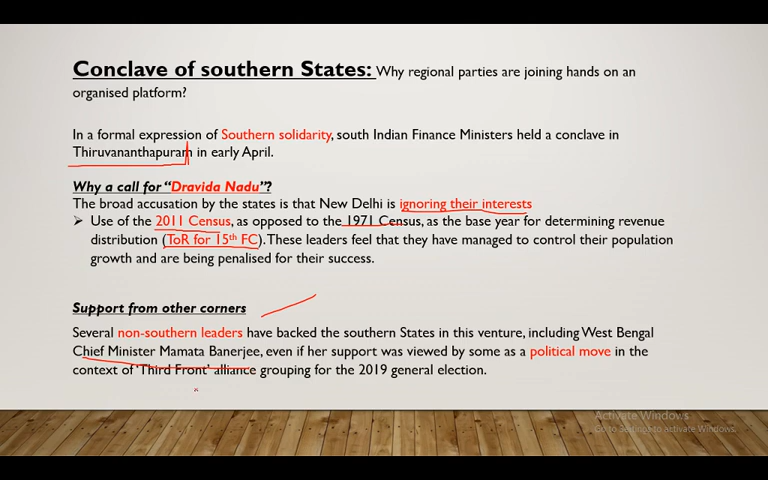 Conclave of southern States: Why regional parties are joining hands on an
organised platform?
In a formal expression of Southern solidarity, south Indian Finance Ministers held a conclave in
Thiruvananthapuram in early April.
Why a call for “Dravida Nadu”?
The broad accusation by the states is that New Delhi is ignoring their interests
➢ Use of the 2011 Census, as opposed to the 1971 Census, as the base year for determining revenue
distribution (ToR for 15th FC). These leaders feel that they have managed to control their population
growth and are being penalised for their success.
Support from other corners
Several non-southern leaders have backed the southern States in this venture, including West Bengal
Chief Minister Mamata Banerjee, even if her support was viewed by some as a political move in the
context of ‘Third Front’ alliance grouping for the 2019 general election.
Activate Windows
Go to Settings to activate Windows.